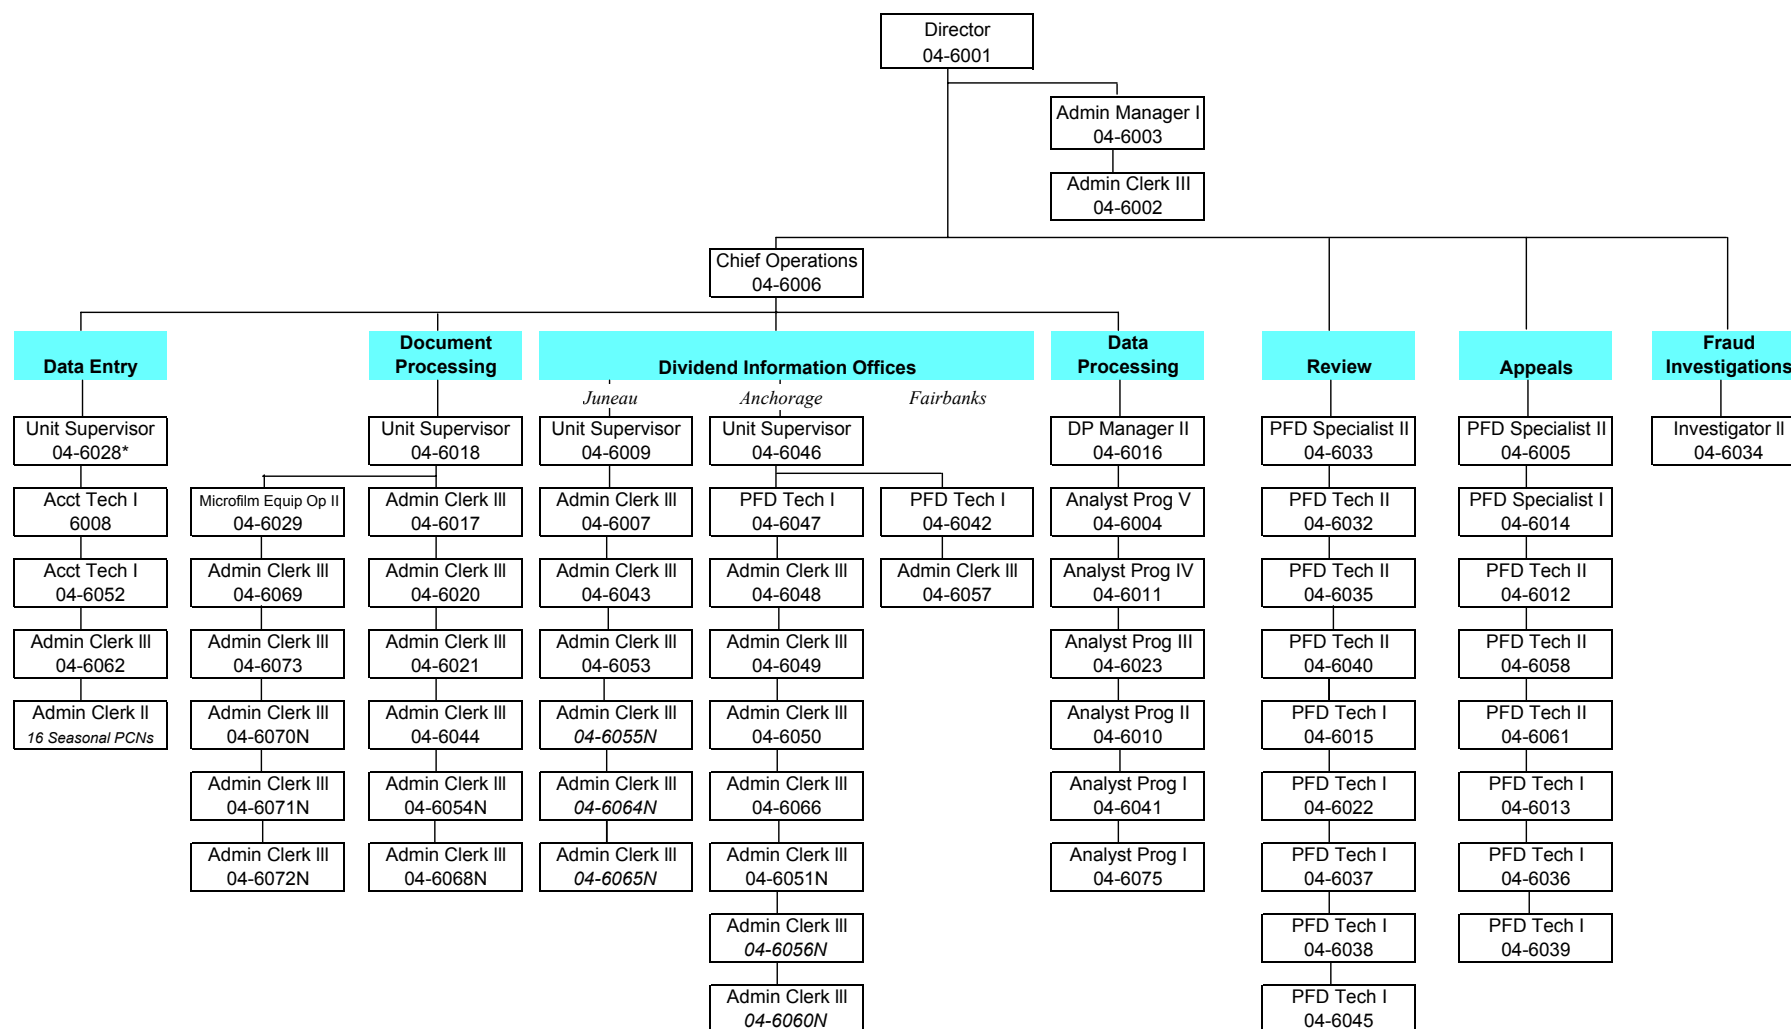 Director
04-6001
Admin Manager I
04-6003
Admin Clerk III
04-6002
Chief Operations
04-6006
Data Entry
Document
Processing
Dividend Information Offices
Data
Processing
Review
Appeals
Fraud
Investigations
Juneau
Anchorage
Fairbanks
Unit Supervisor
04-6028*
Acct Tech I
6008
Acct Tech I
04-6052
Admin Clerk III
04-6062
Admin Clerk II
16 Seasonal PCNs
Microfilm Equip Op II
04-6029
Admin Clerk III
04-6069
Admin Clerk III
04-6073
Admin Clerk III
04-6070N
Admin Clerk III
04-6071N
Admin Clerk III
04-6072N
Unit Supervisor
04-6018
Admin Clerk III
04-6017
Admin Clerk III
04-6020
Admin Clerk III
04-6021
Admin Clerk III
04-6044
Admin Clerk III
04-6054N
Admin Clerk III
04-6068N
Unit Supervisor
04-6009
Admin Clerk III
04-6007
Admin Clerk III
04-6043
Admin Clerk III
04-6053
Admin Clerk III
04-6055N
Admin Clerk III
04-6064N
Admin Clerk III
04-6065N
Unit Supervisor
04-6046
PFD Tech I
04-6047
Admin Clerk III
04-6048
Admin Clerk III
04-6049
Admin Clerk III
04-6050
Admin Clerk III
04-6066
Admin Clerk III
04-6051N
Admin Clerk III
04-6056N
Admin Clerk III
04-6060N
PFD Tech I
04-6042
Admin Clerk III
04-6057
DP Manager II
04-6016
Analyst Prog V
04-6004
Analyst Prog IV
04-6011
Analyst Prog III
04-6023
Analyst Prog II
04-6010
Analyst Prog I
04-6041
Analyst Prog I
04-6075
PFD Specialist II
04-6033
PFD Tech II
04-6032
PFD Tech II
04-6035
PFD Tech II
04-6040
PFD Tech I
04-6015
PFD Tech I
04-6022
PFD Tech I
04-6037
PFD Tech I
04-6038
PFD Tech I
04-6045
PFD Specialist II
04-6005
PFD Specialist I
04-6014
PFD Tech II
04-6012
PFD Tech II
04-6058
PFD Tech II
04-6061
PFD Tech I
04-6013
PFD Tech I
04-6036
PFD Tech I
04-6039
Investigator II
04-6034